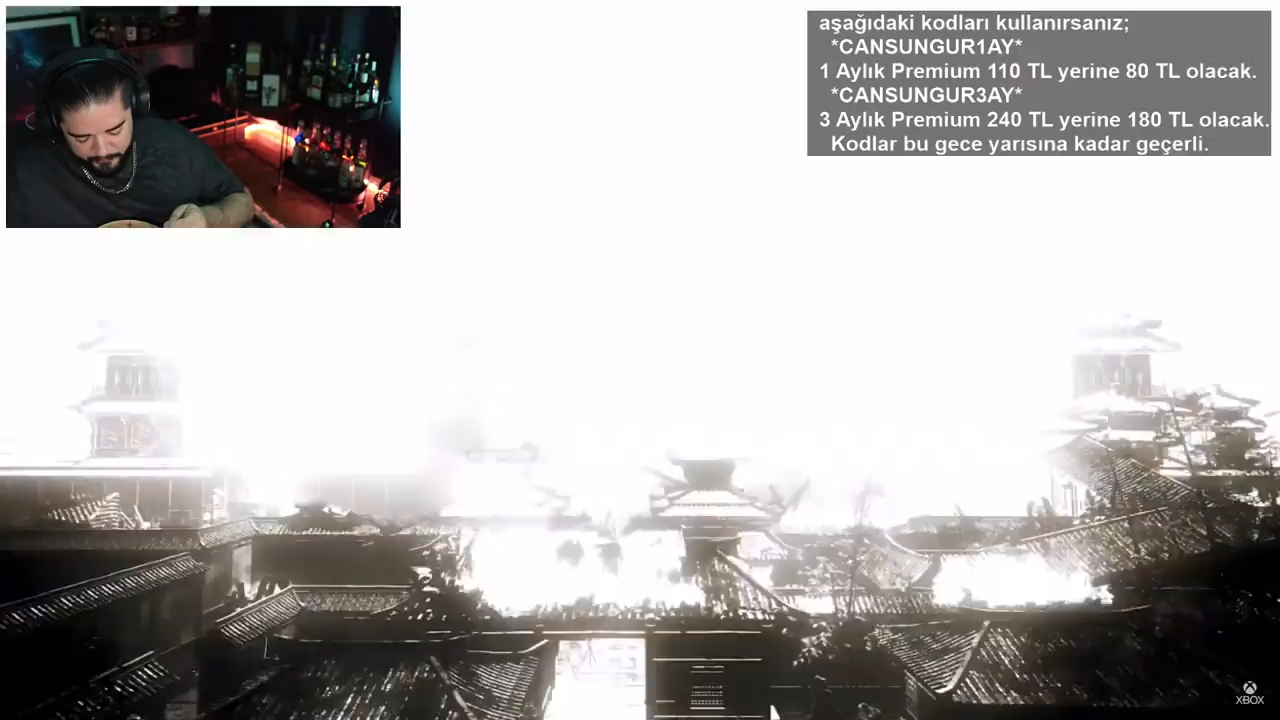 aşağıdaki kodları kullanırsanız;
*CANSUNGUR1AY*
1 Aylık Premium 110 TL yerine 80 TL olacak.
*CANSUNGUR3AY*
3 Aylık Premium 240 TL yerine 180 TL olacak.
Kodlar bu gece yarısına kadar geçerli.
XBOX